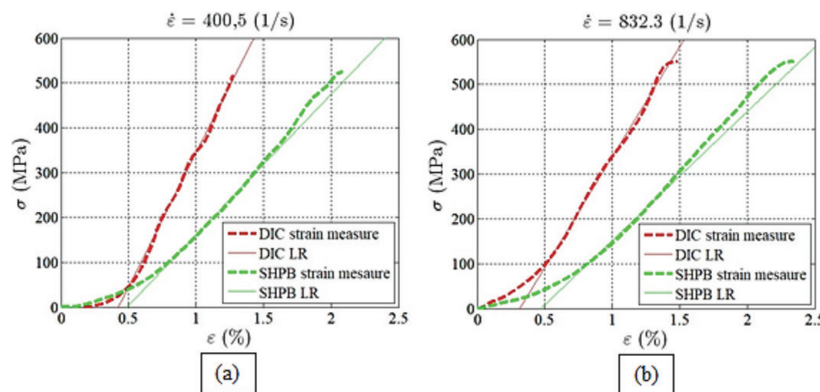 ε̇ = 400,5 (1/s)
600
500
400
300
200
100
0
σ (MPa)
DIC strain measure
DIC LR
SHPB strain mesaure
SHPB LR
0 0.5 1 1.5 2 2.5
ε (%)
(a)
ε̇ = 832.3 (1/s)
600
500
400
300
200
100
0
σ (MPa)
DIC strain measure
DIC LR
SHPB strain mesaure
SHPB LR
0 0.5 1 1.5 2 2.5
ε (%)
(b)